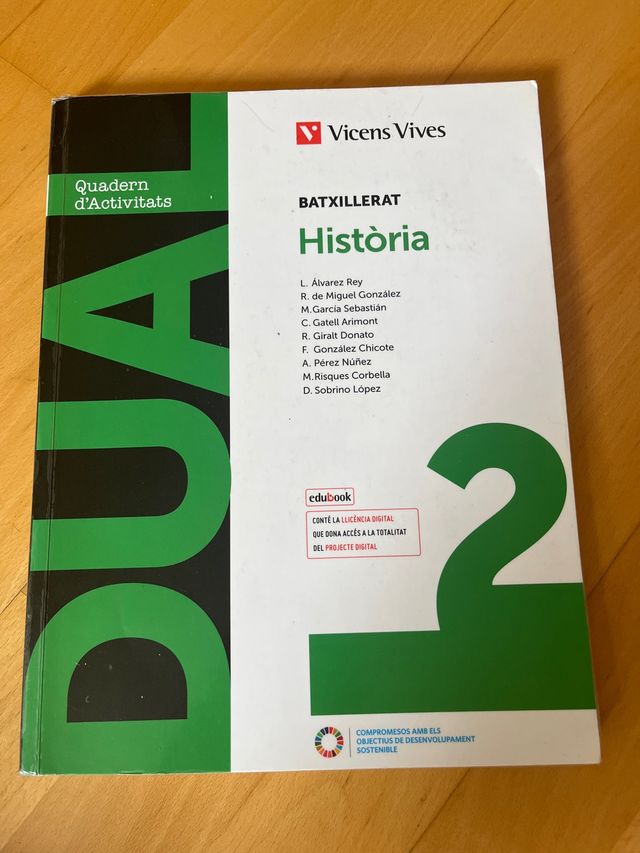 Vicens Vives
Quadern
d'Activitats
DUAL
BATXILLERAT
Història
L. Álvarez Rey
R. de Miguel González
M.García Sebastián
C. Gatell Arimont
R. Giralt Donato
F. González Chicote
A. Pérez Núñez
M.Risques Corbella
D. Sobrino López
2
edubook
CONTÉ LA LLICÈNCIA DIGITAL
QUE DONA ACCÉS A LA TOTALITAT
DEL PROJECTE DIGITAL
COMPROMESOS AMB ELS
OBJECTIUS DE DESENVOLUPAMENT
SOSTENIBLE